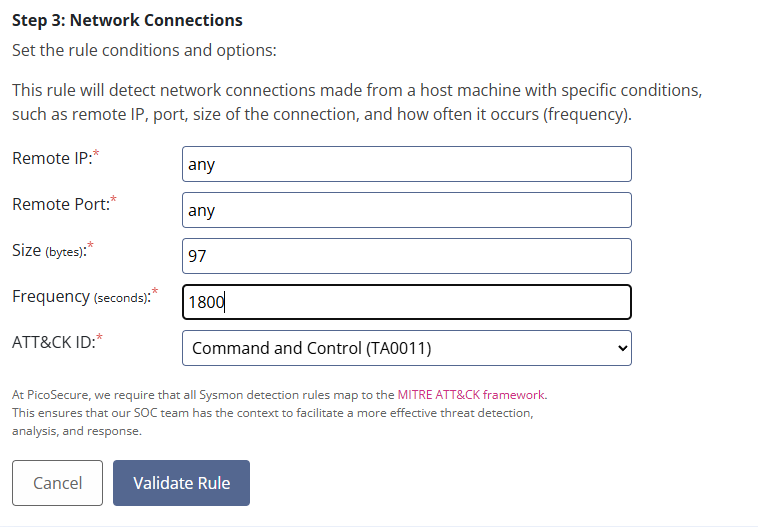 Step 3: Network Connections
Set the rule conditions and options:
This rule will detect network connections made from a host machine with specific conditions,
such as remote IP, port, size of the connection, and how often it occurs (frequency).
Remote IP:* any
Remote Port:* any
Size (bytes):* 97
Frequency (seconds):* 1800
ATT&CK ID:* Command and Control (TA0011)
At PicoSecure, we require that all Sysmon detection rules map to the MITRE ATT&CK framework.
This ensures that our SOC team has the context to facilitate a more effective threat detection,
analysis, and response.
Cancel Validate Rule